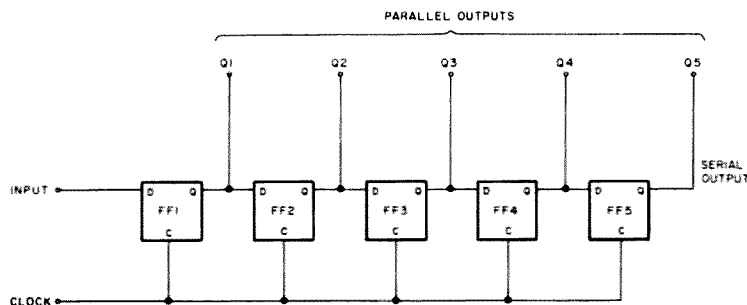 PARALLEL OUTPUTS
Q1 Q2 Q3 Q4 Q5
SERIAL
OUTPUT
INPUT
D Q D Q D Q D Q D Q
FF1 FF2 FF3 FF4 FF5
C C C C C
CLOCK